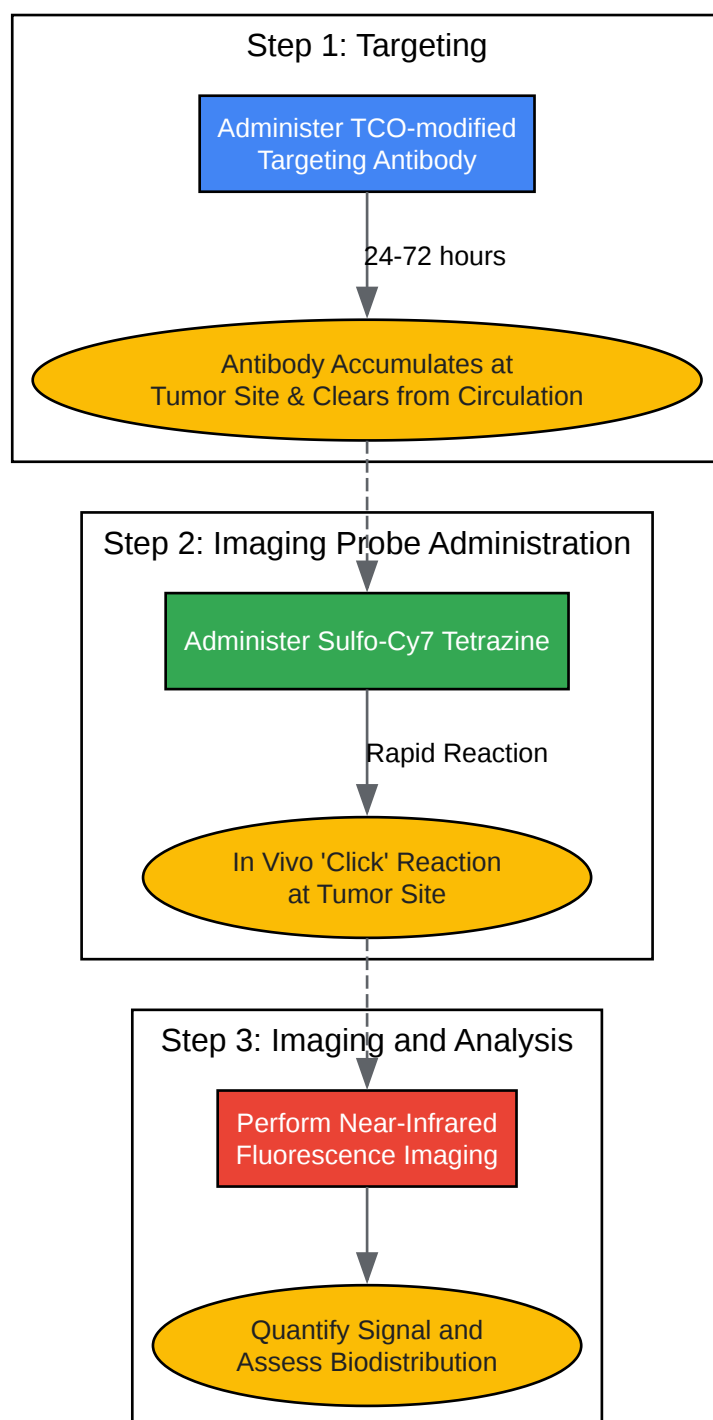 Step 1: Targeting
Administer TCO-modified
Targeting Antibody
24-72 hours
Antibody Accumulates at
Tumor Site & Clears from Circulation
Step 2: Imaging Probe Administration
Administer Sulfo-Cy7 Tetrazine
Rapid Reaction
In Vivo 'Click' Reaction
at Tumor Site
Step 3: Imaging and Analysis
Perform Near-Infrared
Fluorescence Imaging
Quantify Signal and
Assess Biodistribution